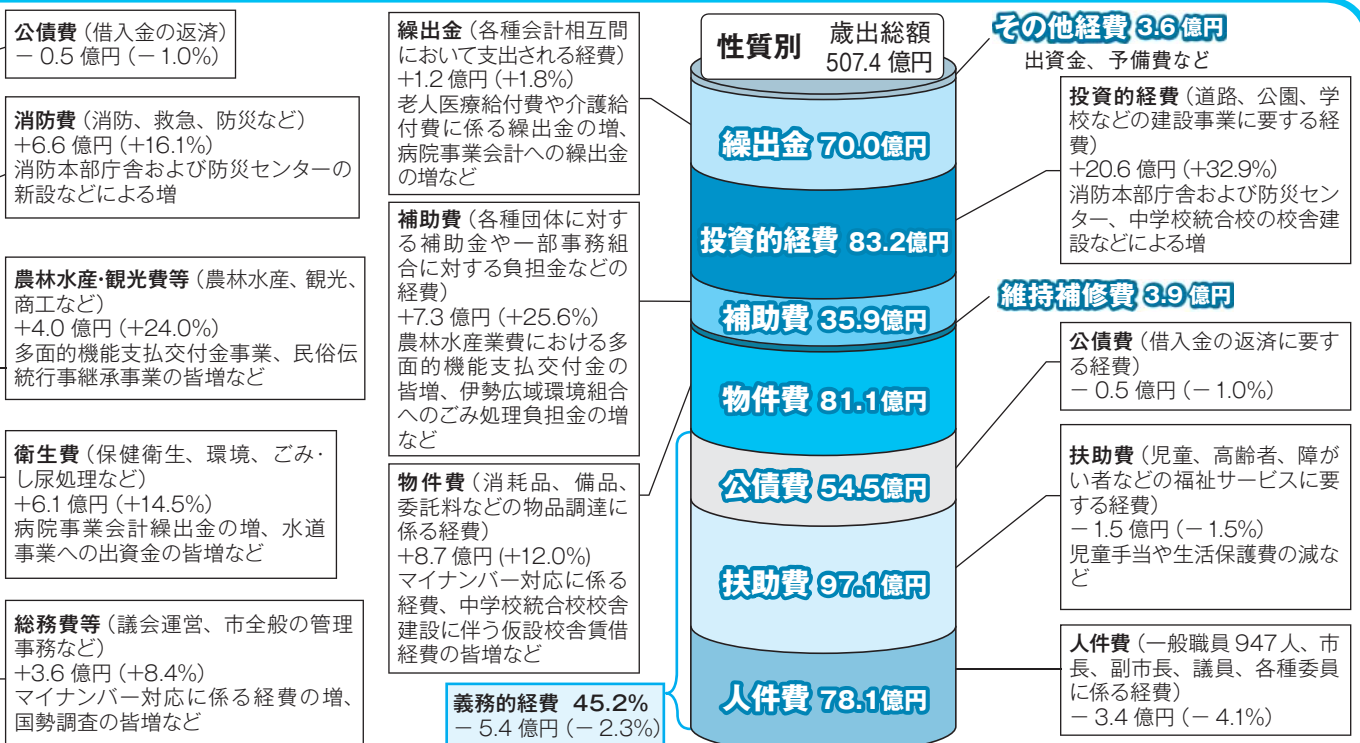 公債費（借入金の返済）
－0.5億円（－1.0%）
消防費（消防、救急、防災など）
+6.6億円（+16.1%）
消防本部庁舎および防災センターの
新設などによる増
農林水産･観光費等（農林水産、観光、
商工など）
+4.0億円（+24.0%）
多面的機能支払交付金事業、民俗伝
統行事継承事業の皆増など
衛生費（保健衛生、環境、ごみ･
し尿処理など）
+6.1億円（+14.5%）
病院事業会計繰出金の増、水道
事業への出資金の皆増など
総務費等（議会運営、市全般の管理
事務など）
+3.6億円（+8.4%）
マイナンバー対応に係る経費の増、
国勢調査の皆増など
繰出金（各種会計相互間
において支出される経費）
+1.2億円（+1.8%）
老人医療給付費や介護給
付費に係る繰出金の増、
病院事業会計への繰出金
の増など
補助費（各種団体に対す
る補助金や一部事務組
合に対する負担金などの
経費）
+7.3億円（+25.6%）
農林水産業費における多
面的機能支払交付金の
皆増、伊勢広域環境組合
へのごみ処理負担金の増
など
物件費（消耗品、備品、
委託料などの物品調達に
係る経費）
+8.7億円（+12.0%）
マイナンバー対応に係る
経費、中学校統合校校舎
建設に伴う仮設校舎賃借
経費の皆増など
義務的経費 45.2%
－5.4億円（－2.3%）
性質別 歳出総額
507.4億円
繰出金 70.0億円
投資的経費 83.2億円
補助費 35.9億円
物件費 81.1億円
公債費 54.5億円
扶助費 97.1億円
人件費 78.1億円
その他経費 3.6億円
出資金、予備費など
投資的経費（道路、公園、学
校などの建設事業に要する経
費）
+20.6億円（+32.9%）
消防本部庁舎および防災セン
ター、中学校統合校の校舎建
設などによる増
維持補修費 3.9億円
公債費（借入金の返済に要す
る経費）
－0.5億円（－1.0%）
扶助費（児童、高齢者、障が
い者などの福祉サービスに要
する経費）
－1.5億円（－1.5%）
児童手当や生活保護費の減な
ど
人件費（一般職員947人、市
長、副市長、議員、各種委員
に係る経費）
－3.4億円（－4.1%）